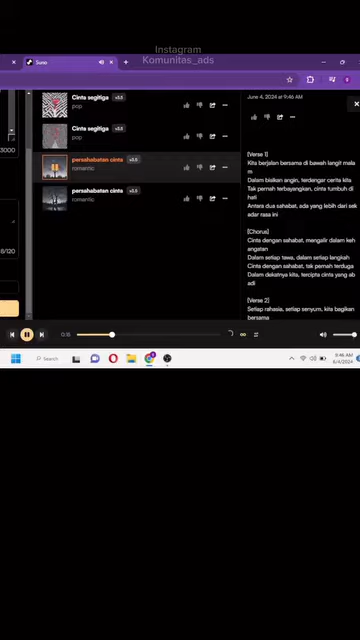 Instagram
Komunitas_ads
Suno
Cinta segitiga v3.5
pop
Cinta segitiga v3.5
pop
persahabatan cinta v3.5
romantic
persahabatan cinta v3.5
romantic
3000
8/120
June 4, 2024 at 9:46 AM
[Verse 1]
Kita berjalan bersama di bawah langit mala
m
Dalam bisikan angin, terdengar cerita kita
Tak pernah terbayangkan, cinta tumbuh di
hati
Antara dua sahabat, ada yang lebih dari sek
adar rasa ini
[Chorus]
Cinta dengan sahabat, mengalir dalam keh
angatan
Dalam setiap tawa, dalam setiap langkah
Cinta dengan sahabat, tak pernah terduga
Dalam dekatnya kita, tercipta cinta yang ab
adi
[Verse 2]
Setiap rahasia, setiap senyum, kita bagikan
bersama
Search
9:46 AM
6/4/2024